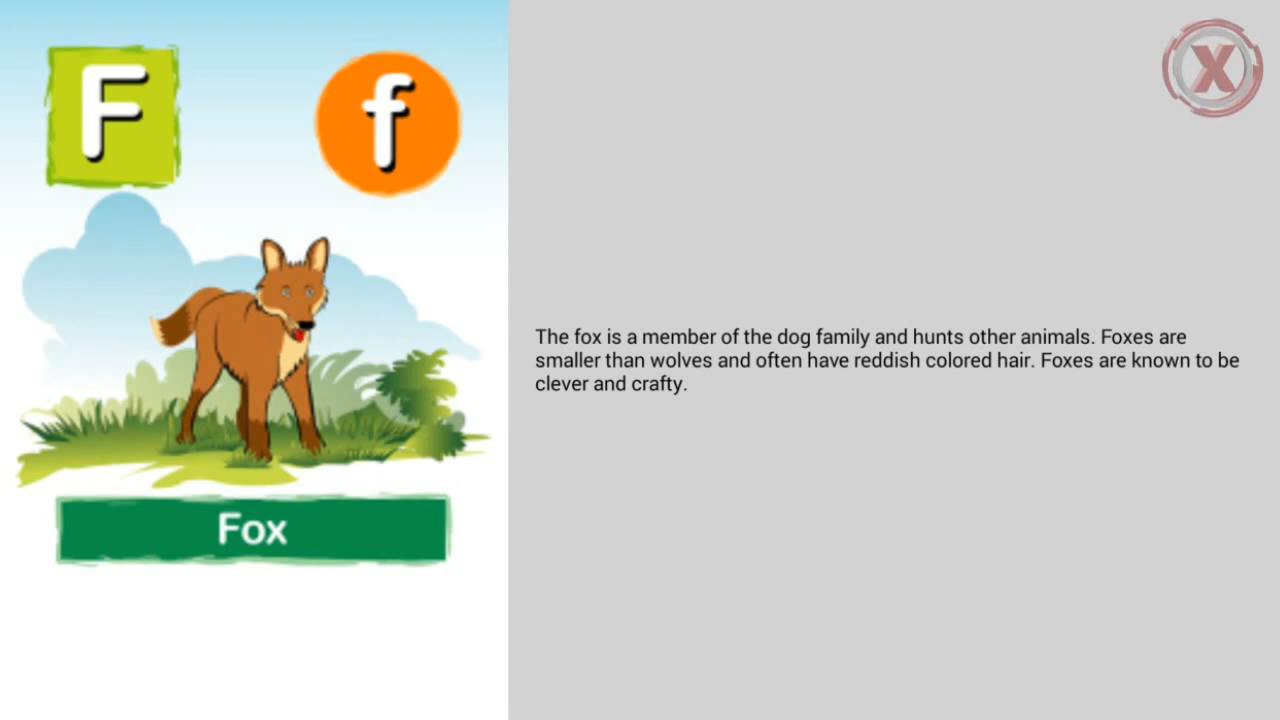 F
f
Fox
The fox is a member of the dog family and hunts other animals. Foxes are
smaller than wolves and often have reddish colored hair. Foxes are known to be
clever and crafty.
X